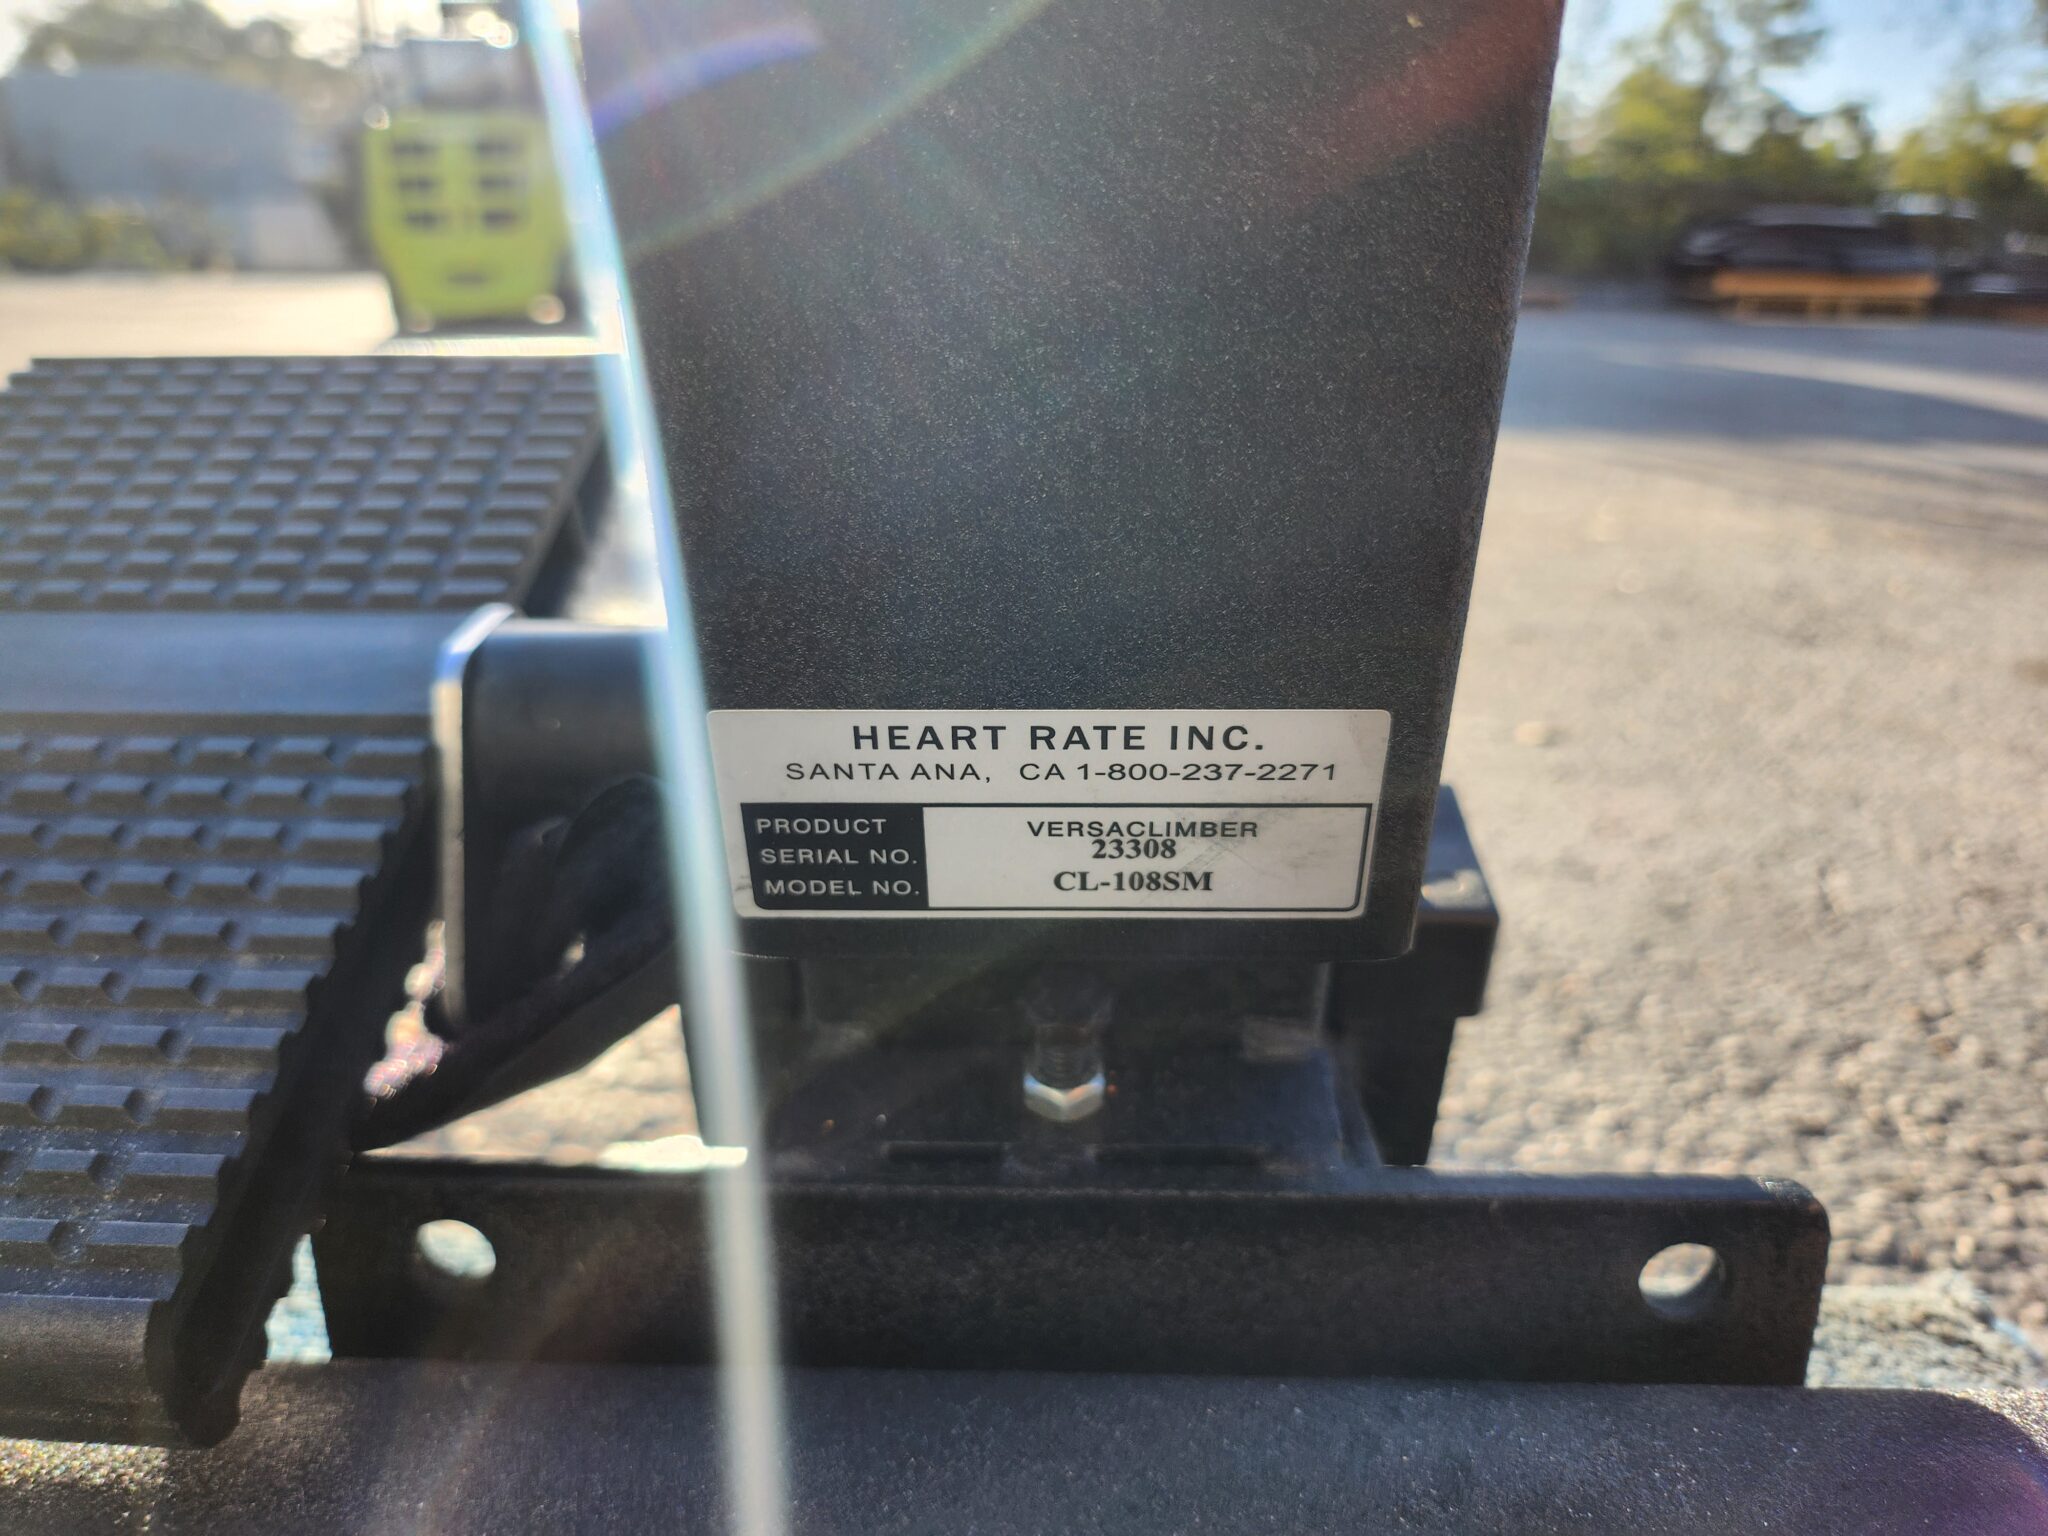 HEART RATE INC.
SANTA ANA, CA 1-800-237-2271
PRODUCT VERSACLIMBER
SERIAL NO. 23308
MODEL NO. CL-108SM